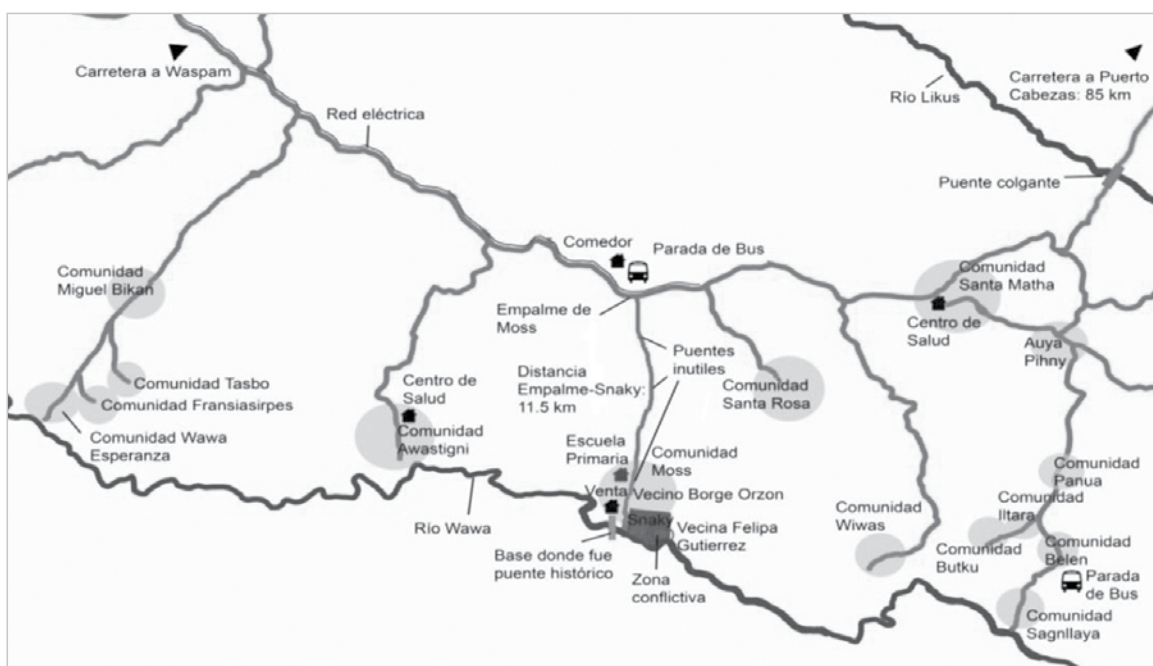 Carretera a Waspam
Red eléctrica
Río Likus
Carretera a Puerto
Cabezas: 85 km
Puente colgante
Comunidad
Miguel Bikan
Comedor
Parada de Bus
Comunidad
Santa Matha
Empalme de
Moss
Centro de
Salud
Auya
Pihny
Puentes
inutiles
Distancia
Empalme-Snaky:
11.5 km
Comunidad
Santa Rosa
Comunidad Tasbo
Comunidad Fransiasirpes
Comunidad Wawa
Esperanza
Centro de
Salud
Comunidad
Awastigni
Escuela
Primaria
Comunidad
Moss
Venta
Vecino Borge Orzon
Snaky
Vecina Felipa
Gutierrez
Río Wawa
Base donde fue
puente histórico
Zona
conflictiva
Comunidad
Wiwas
Comunidad
Panua
Comunidad
Iltara
Comunidad
Butku
Comunidad
Belen
Parada
de Bus
Comunidad
Sagnllaya